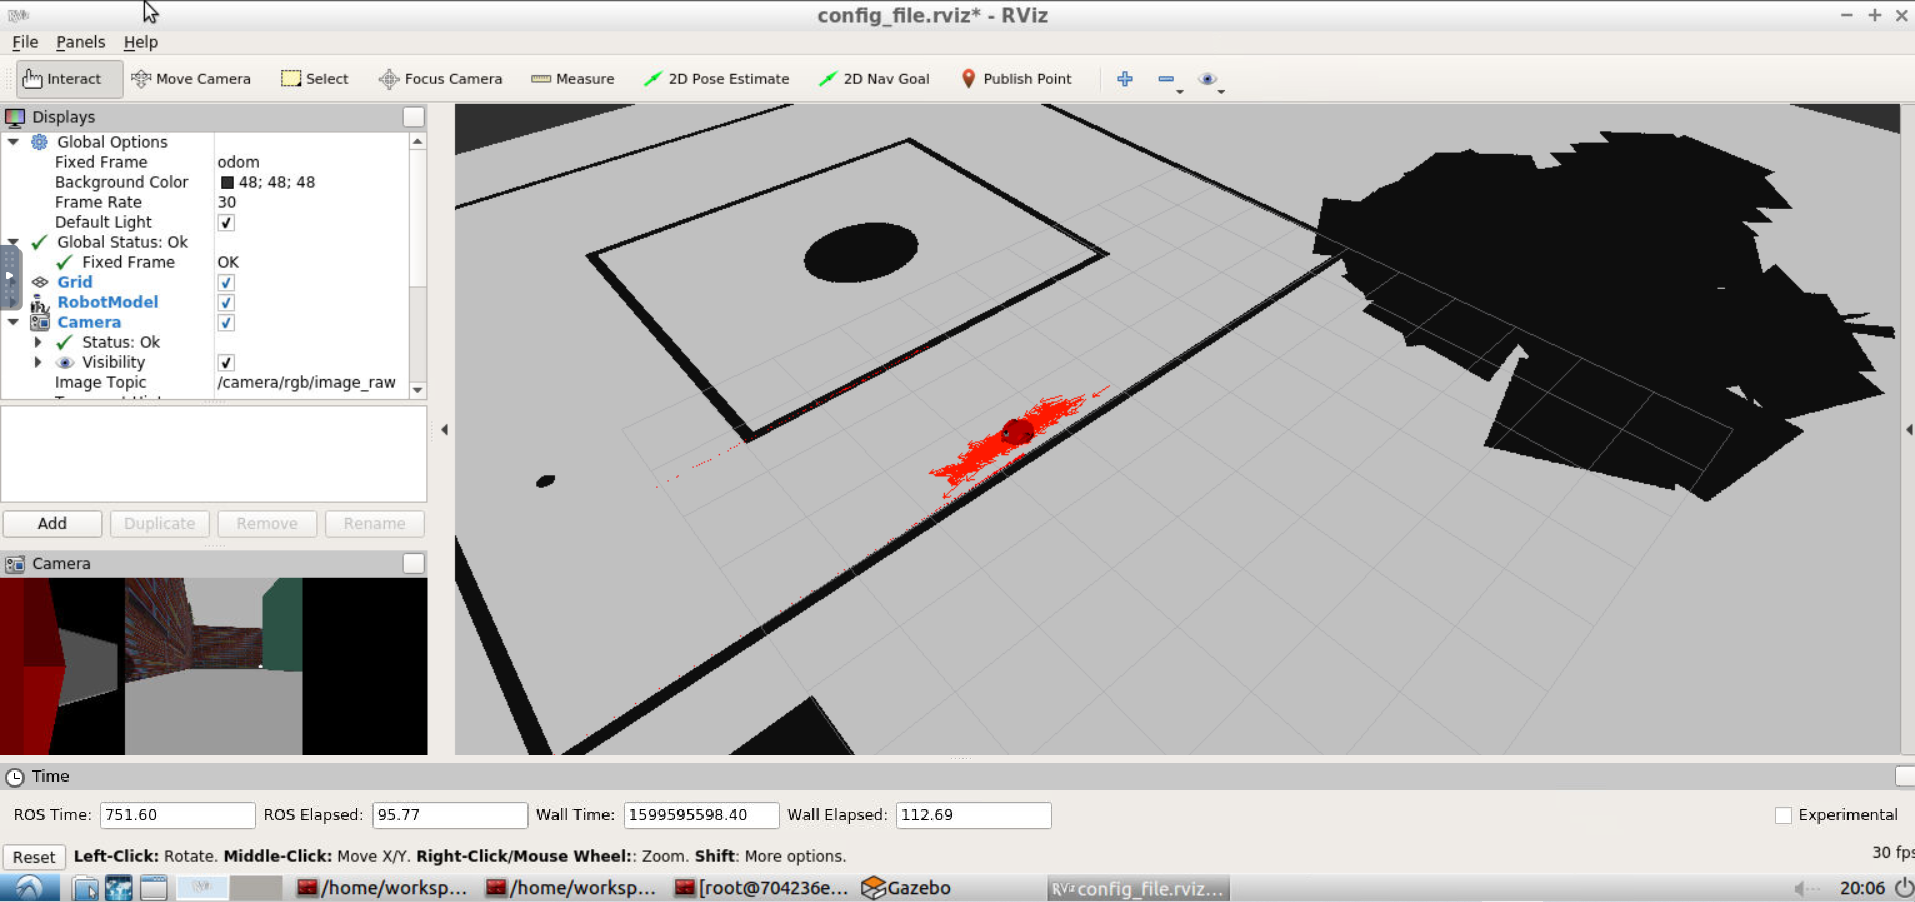 RViz
config_file.rviz* - RViz
File Panels Help
Interact Move Camera Select Focus Camera Measure 2D Pose Estimate 2D Nav Goal Publish Point
Displays
Global Options
Fixed Frame odom
Background Color 48; 48; 48
Frame Rate 30
Default Light
Global Status: Ok
Fixed Frame OK
Grid
RobotModel
Camera
Status: Ok
Visibility
Image Topic /camera/rgb/image_raw
Add Duplicate Remove Rename
Camera
Time
ROS Time: 751.60 ROS Elapsed: 95.77 Wall Time: 1599595598.40 Wall Elapsed: 112.69 Experimental
Reset Left-Click: Rotate. Middle-Click: Move X/Y. Right-Click/Mouse Wheel:: Zoom. Shift: More options. 30 fps
RViz /home/worksp... /home/worksp... [root@704236e... Gazebo RViz config_file.rviz... 20:06